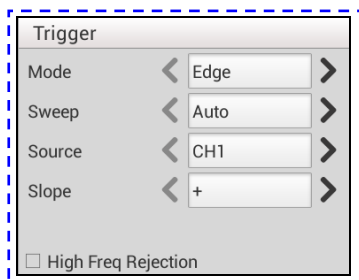 Trigger
Mode Edge
Sweep Auto
Source CH1
Slope +
High Freq Rejection